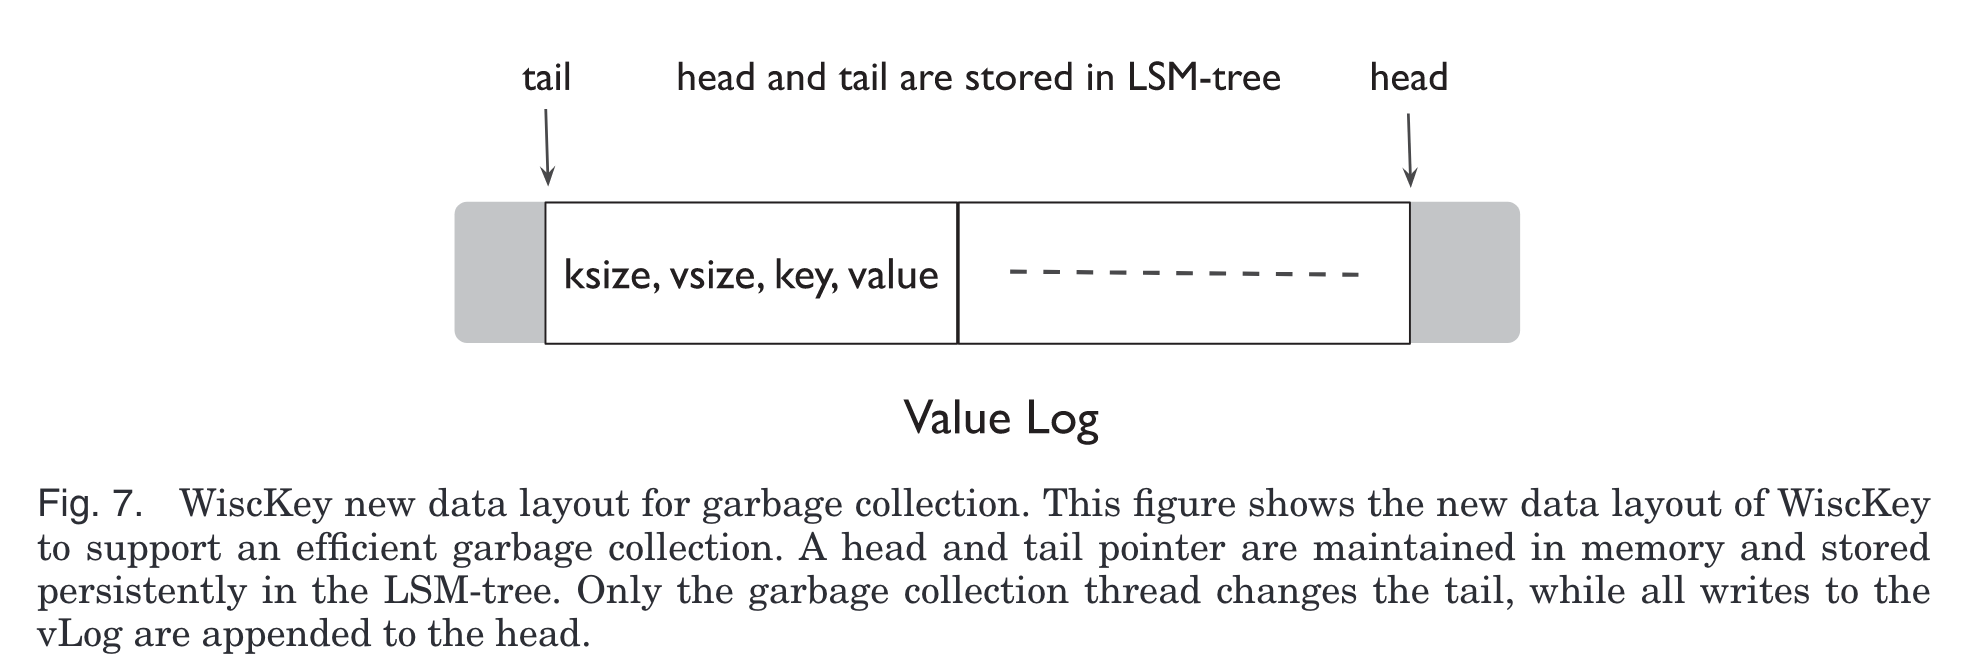 tail head and tail are stored in LSM-tree head
ksize, vsize, key, value
Value Log
Fig. 7. WiscKey new data layout for garbage collection. This figure shows the new data layout of WiscKey
to support an efficient garbage collection. A head and tail pointer are maintained in memory and stored
persistently in the LSM-tree. Only the garbage collection thread changes the tail, while all writes to the
vLog are appended to the head.